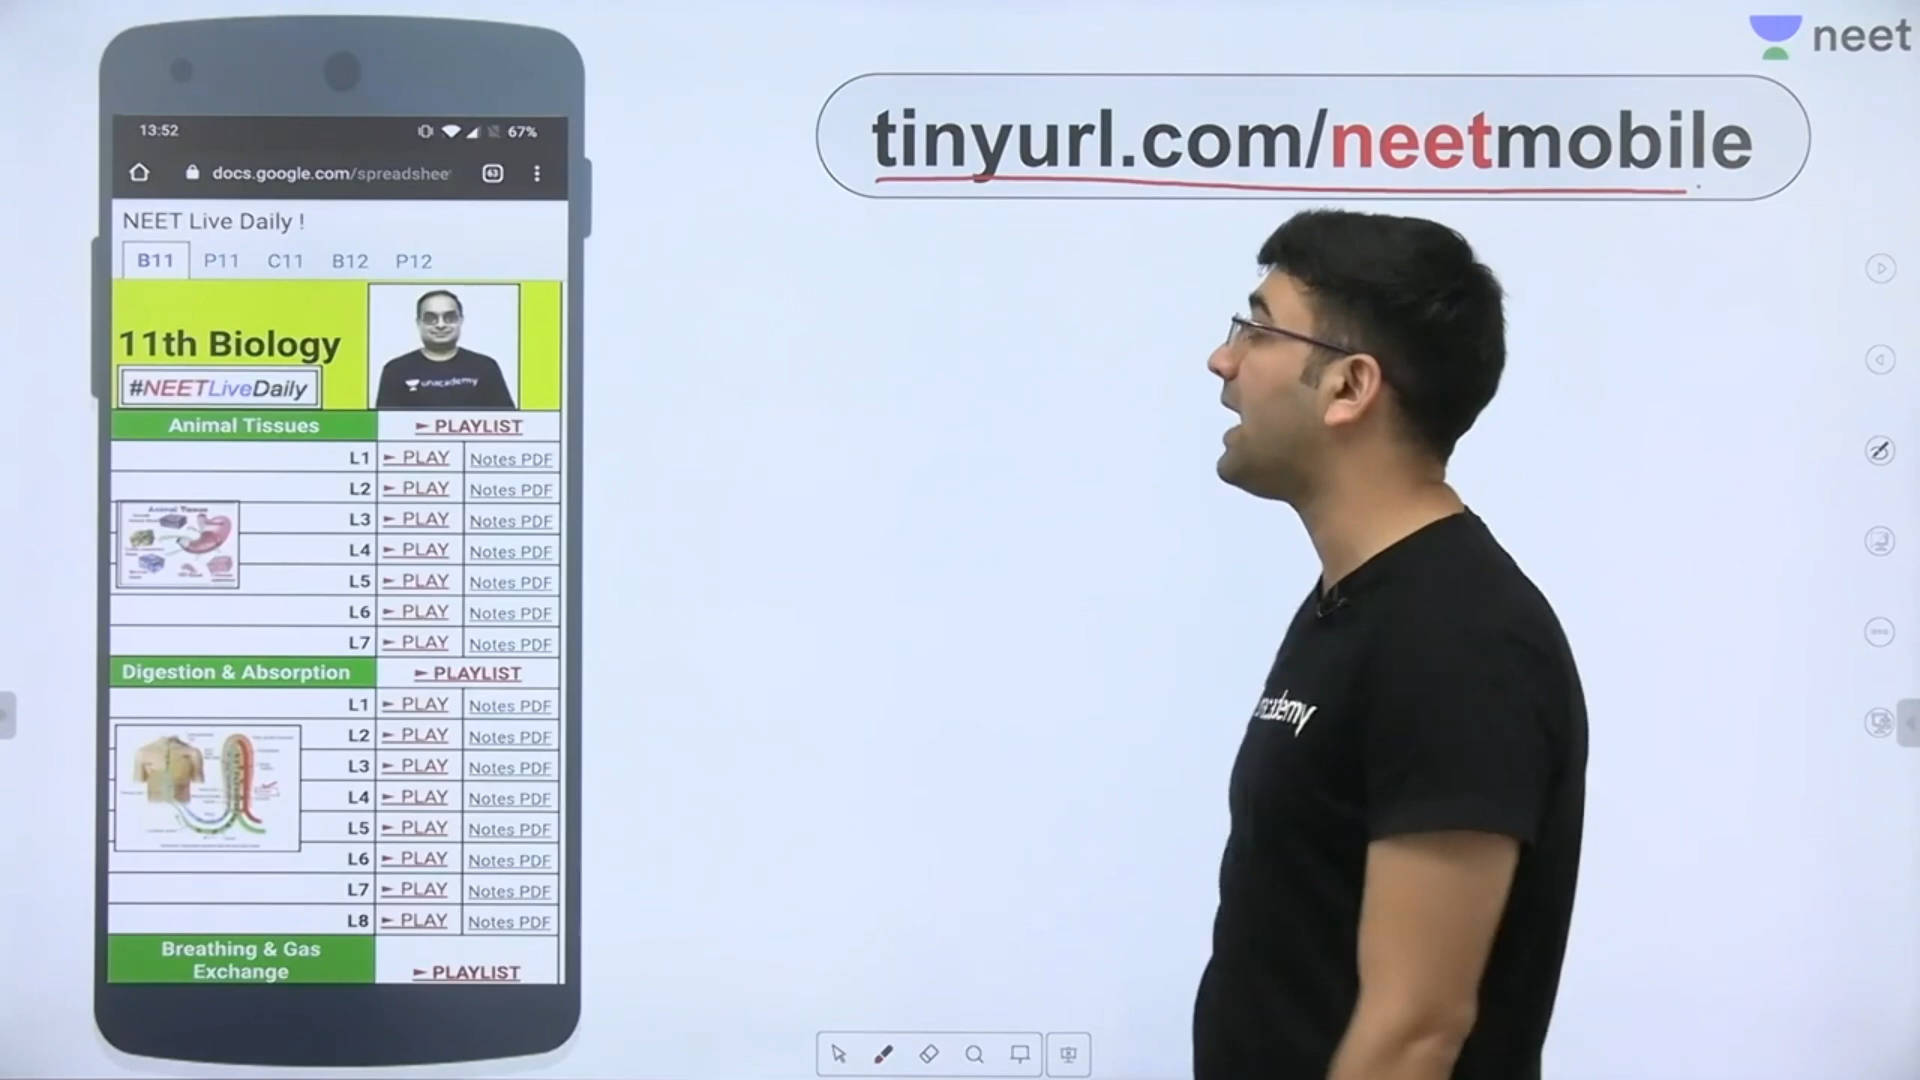 neet
tinyurl.com/neetmobile
13:52
67%
docs.google.com/spreadshee
63
NEET Live Daily !
B11 P11 C11 B12 P12
11th Biology
#NEETLiveDaily
unacademy
Animal Tissues ► PLAYLIST
L1 ► PLAY Notes PDF
L2 ► PLAY Notes PDF
L3 ► PLAY Notes PDF
L4 ► PLAY Notes PDF
L5 ► PLAY Notes PDF
L6 ► PLAY Notes PDF
L7 ► PLAY Notes PDF
Animal Tissue
Digestion & Absorption ► PLAYLIST
L1 ► PLAY Notes PDF
L2 ► PLAY Notes PDF
L3 ► PLAY Notes PDF
L4 ► PLAY Notes PDF
L5 ► PLAY Notes PDF
L6 ► PLAY Notes PDF
L7 ► PLAY Notes PDF
L8 ► PLAY Notes PDF
Breathing & Gas
Exchange ► PLAYLIST